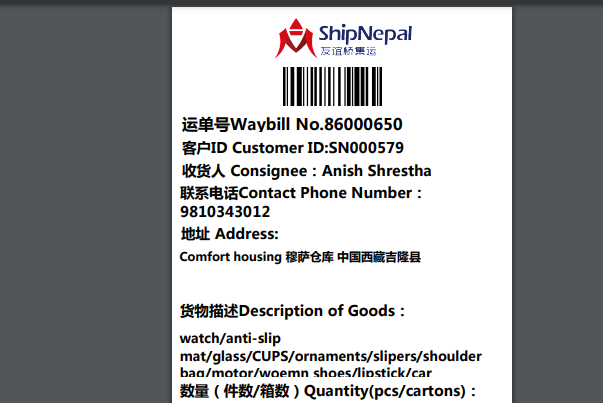 ShipNepal
友谊桥集运
运单号Waybill No.86000650
客户ID Customer ID:SN000579
收货人 Consignee：Anish Shrestha
联系电话Contact Phone Number：
9810343012
地址 Address:
Comfort housing 穆萨仓库 中国西藏吉隆县
货物描述Description of Goods：
watch/anti-slip
mat/glass/CUPS/ornaments/slipers/shoulder
bag/motor/woemn shoes/lipstick/car
数量（件数/箱数）Quantity(pcs/cartons)：